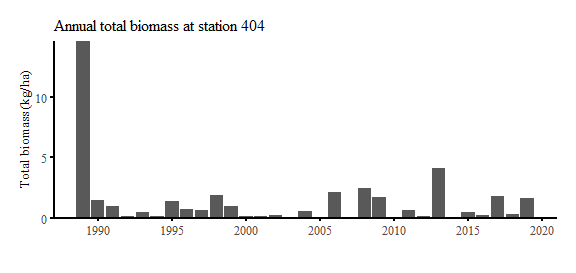 Annual total biomass at station 404
Total biomass (kg/ha)
10
5
0
1990 1995 2000 2005 2010 2015 2020